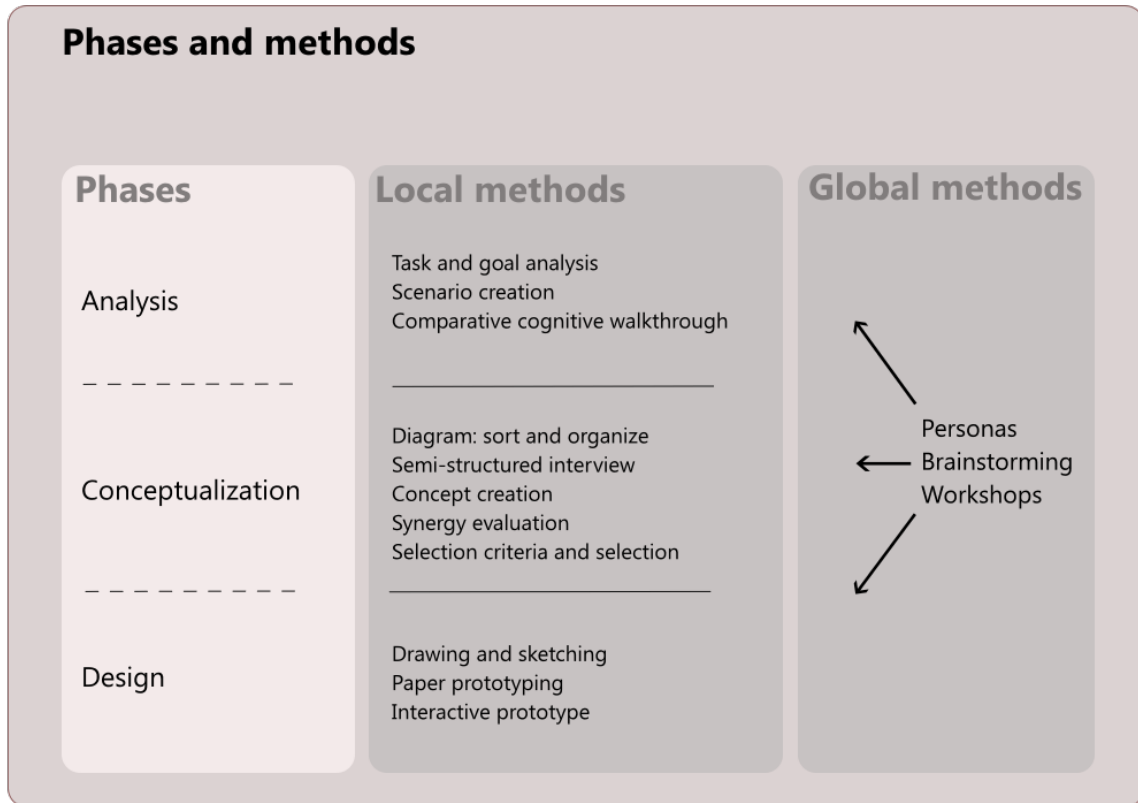 Phases and methods
Phases
Local methods
Global methods
Analysis
Task and goal analysis
Scenario creation
Comparative cognitive walkthrough
Conceptualization
Diagram: sort and organize
Semi-structured interview
Concept creation
Synergy evaluation
Selection criteria and selection
Personas
Brainstorming
Workshops
Design
Drawing and sketching
Paper prototyping
Interactive prototype